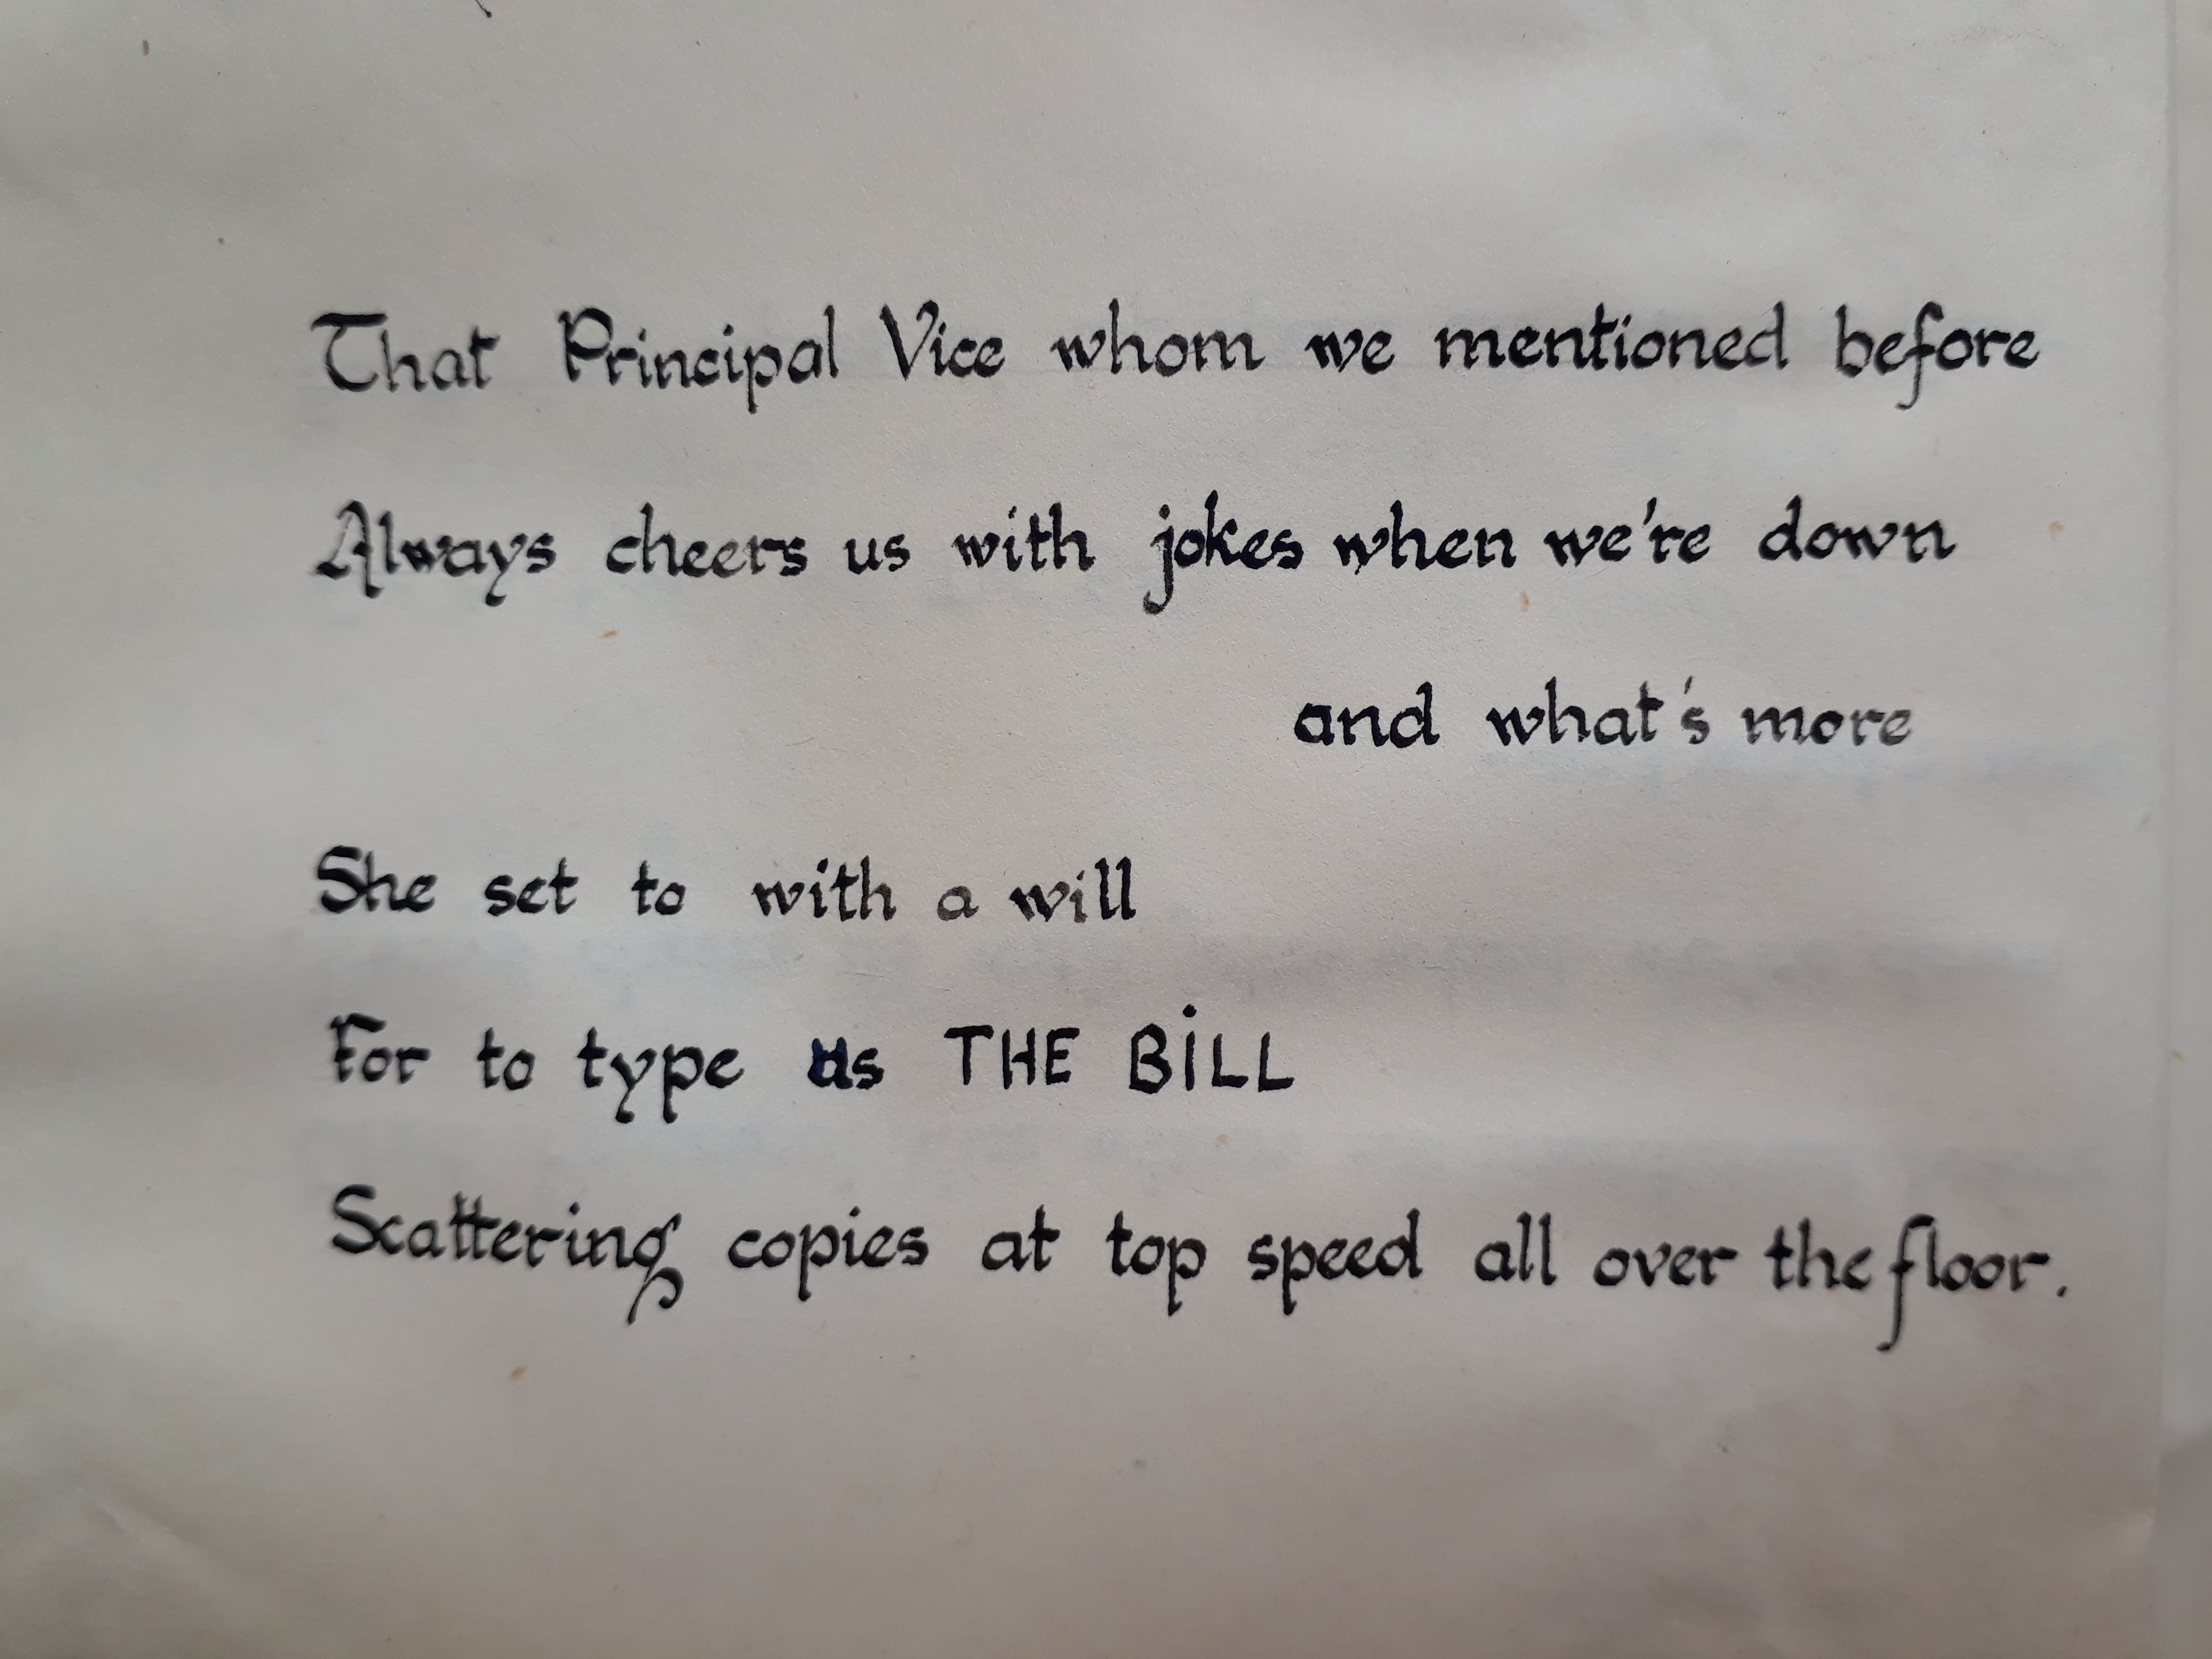 That Principal Vice whom we mentioned before
Always cheers us with jokes when we're down
and what's more
She set to with a will
For to type us THE BiLL
Scattering copies at top speed all over the floor.